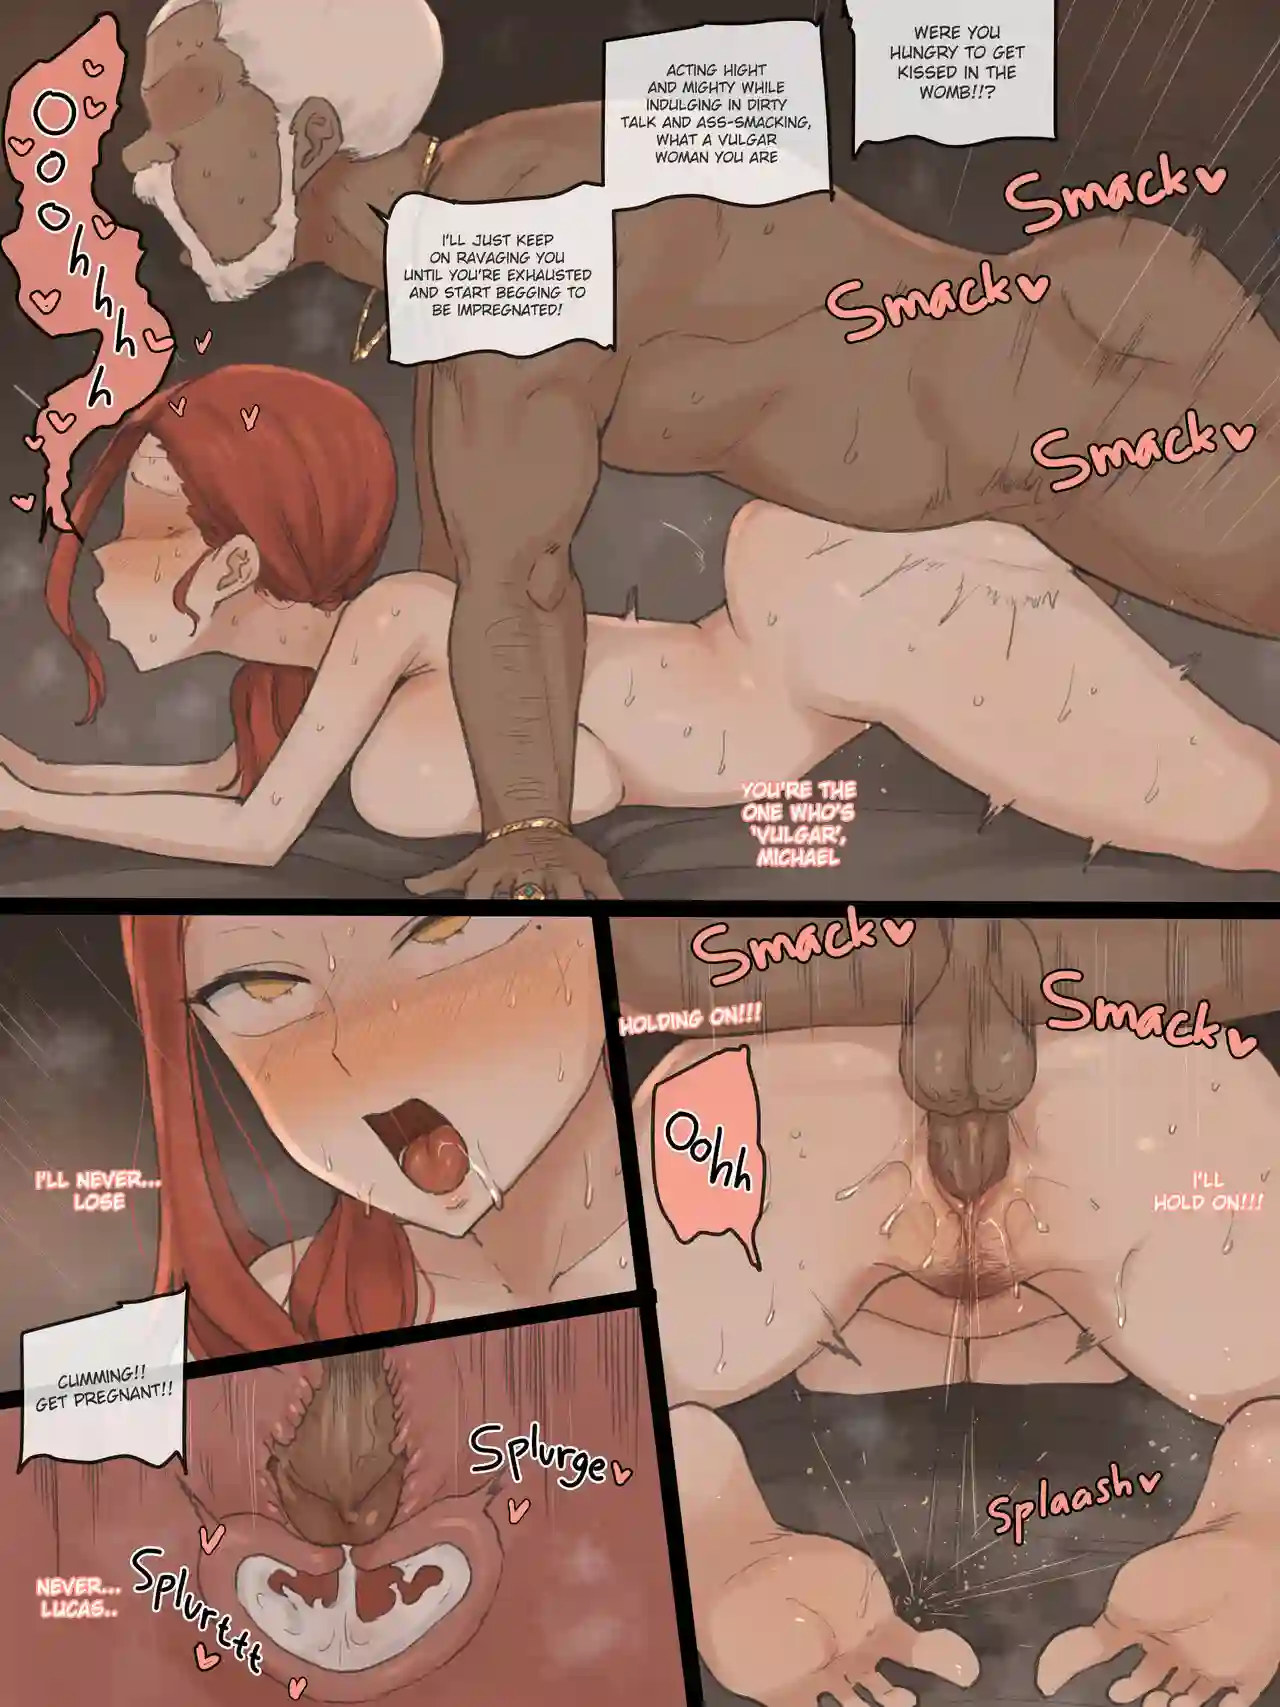 WERE YOU
HUNGRY TO GET
KISSED IN THE
WOMB!!?
ACTING HIGHT
AND MIGHTY WHILE
INDULGING IN DIRTY
TALK AND ASS-SMACKING,
WHAT A VULGAR
WOMAN YOU ARE
I'LL JUST KEEP
ON RAVAGING YOU
UNTIL YOU'RE EXHAUSTED
AND START BEGGING TO
BE IMPREGNATED!
OOOhhhh
Smack♥
Smack♥
Smack♥
YOU'RE THE
ONE WHO'S
'VULGAR',
MICHAEL
I'LL NEVER...
LOSE
Smack♥
HOLDING ON!!!
Smack♥
Oohh
I'LL
HOLD ON!!!
Splaash♥
CUMMING!!
GET PREGNANT!!
Splurge♥
Splurttt
NEVER...
LUCAS..